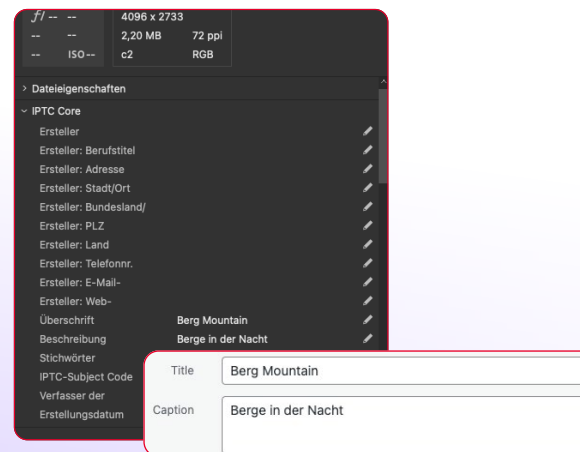 ƒ/ -- -- 4096 x 2733
-- -- 2,20 MB 72 ppi
-- ISO -- c2 RGB
Dateieigenschaften
IPTC Core
Ersteller
Ersteller: Berufstitel
Ersteller: Adresse
Ersteller: Stadt/Ort
Ersteller: Bundesland/
Ersteller: PLZ
Ersteller: Land
Ersteller: Telefonnr.
Ersteller: E-Mail-
Ersteller: Web-
Überschrift Berg Mountain
Beschreibung Berge in der Nacht
Stichwörter
IPTC-Subject Code
Verfasser der
Erstellungsdatum
Title Berg Mountain
Caption Berge in der Nacht